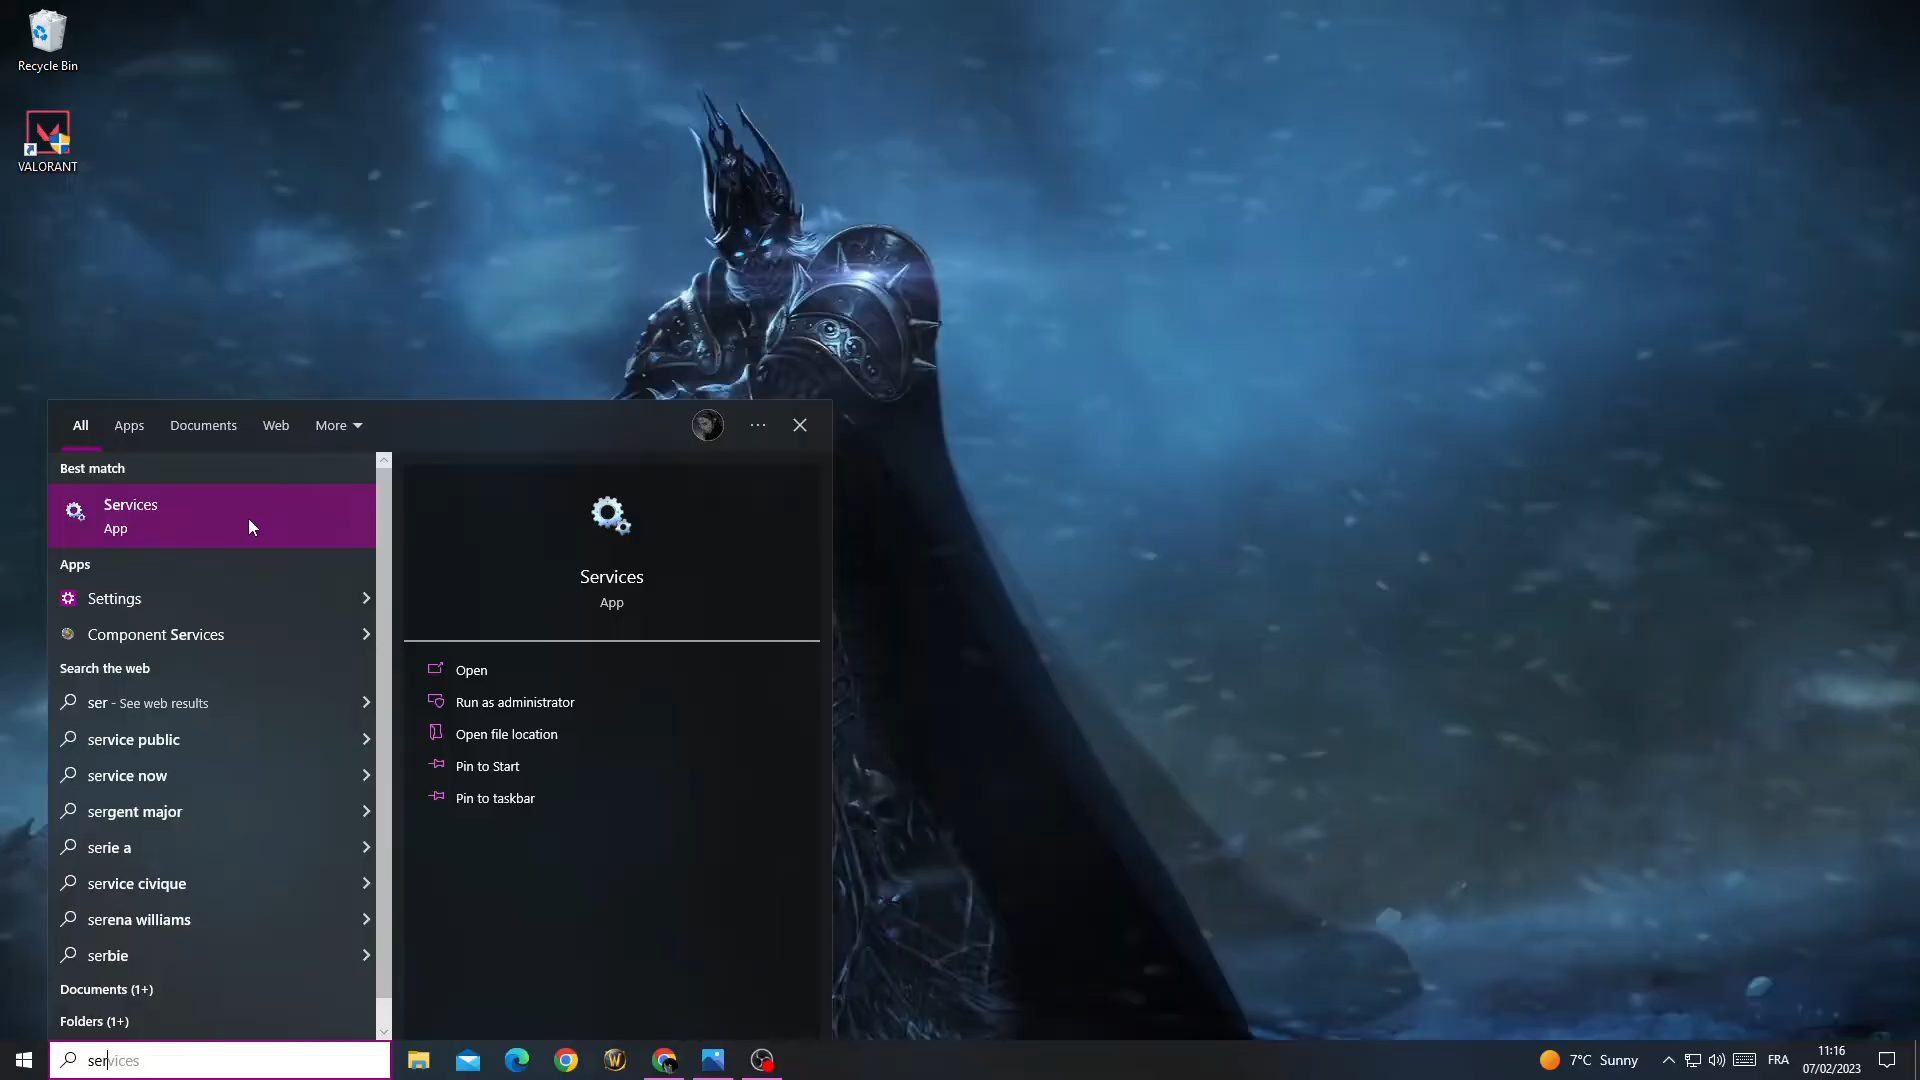 Recycle Bin
VALORANT
All Apps Documents Web More
Best match
Services
App
Apps
Settings
Component Services
Search the web
ser - See web results
service public
service now
sergent major
serie a
service civique
serena williams
serbie
Documents (1+)
Folders (1+)
Services
App
Open
Run as administrator
Open file location
Pin to Start
Pin to taskbar
services
7°C Sunny
FRA
11:16
07/02/2023